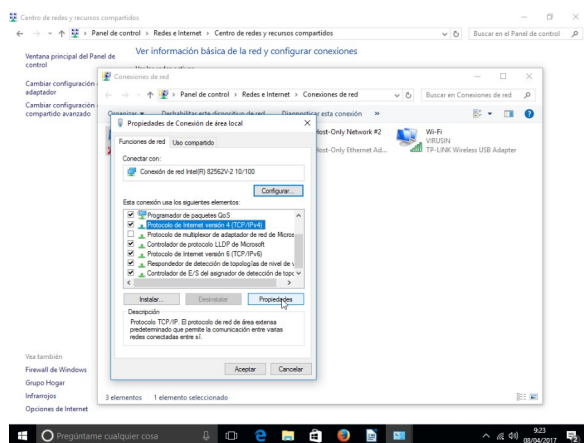 Centro de redes y recursos compartidos
Panel de control > Redes e Internet > Centro de redes y recursos compartidos
Buscar en el Panel de control
Ventana principal del Panel de control
Cambiar configuración
adaptador
Cambiar configuración
compartido avanzado
Ver información básica de la red y configurar conexiones
Conexiones de red
Panel de control > Redes e Internet > Conexiones de red
Buscar en Conexiones de red
Organizar
Deshabilitar este dispositivo de red
Diagnosticar esta conexión
»
Host-Only Network #2
Host-Only Ethernet Ad...
Wi-Fi
VIRUSIN
TP-LINK Wireless USB Adapter
Propiedades de Conexión de área local
Funciones de red
Uso compartido
Conectar con:
Conexión de red Intel(R) 82562V-2 10/100
Configurar...
Esta conexión usa los siguientes elementos:
Programador de paquetes QoS
Protocolo de Internet versión 4 (TCP/IPv4)
Protocolo de multiplexor de adaptador de red de Micros
Controlador de protocolo LLDP de Microsoft
Protocolo de Internet versión 6 (TCP/IPv6)
Respondedor de detección de topologías de nivel de v
Controlador de E/S del asignador de detección de topo
Instalar...
Desinstalar
Propiedades
Descripción
Protocolo TCP/IP. El protocolo de red de área extensa
predeterminado que permite la comunicación entre varias
redes conectadas entre sí.
Aceptar
Cancelar
Vea también
Firewall de Windows
Grupo Hogar
Infrarrojos
Opciones de Internet
3 elementos
1 elemento seleccionado
Pregúntame cualquier cosa
9:23
08/04/2017